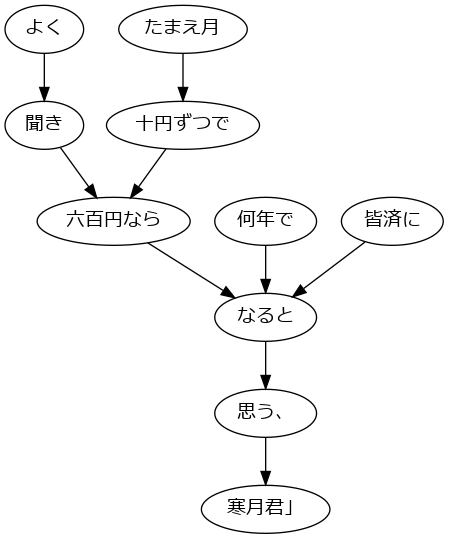 よく
たまえ月
聞き
十円ずつで
六百円なら
何年で
皆済に
なると
思う、
寒月君」